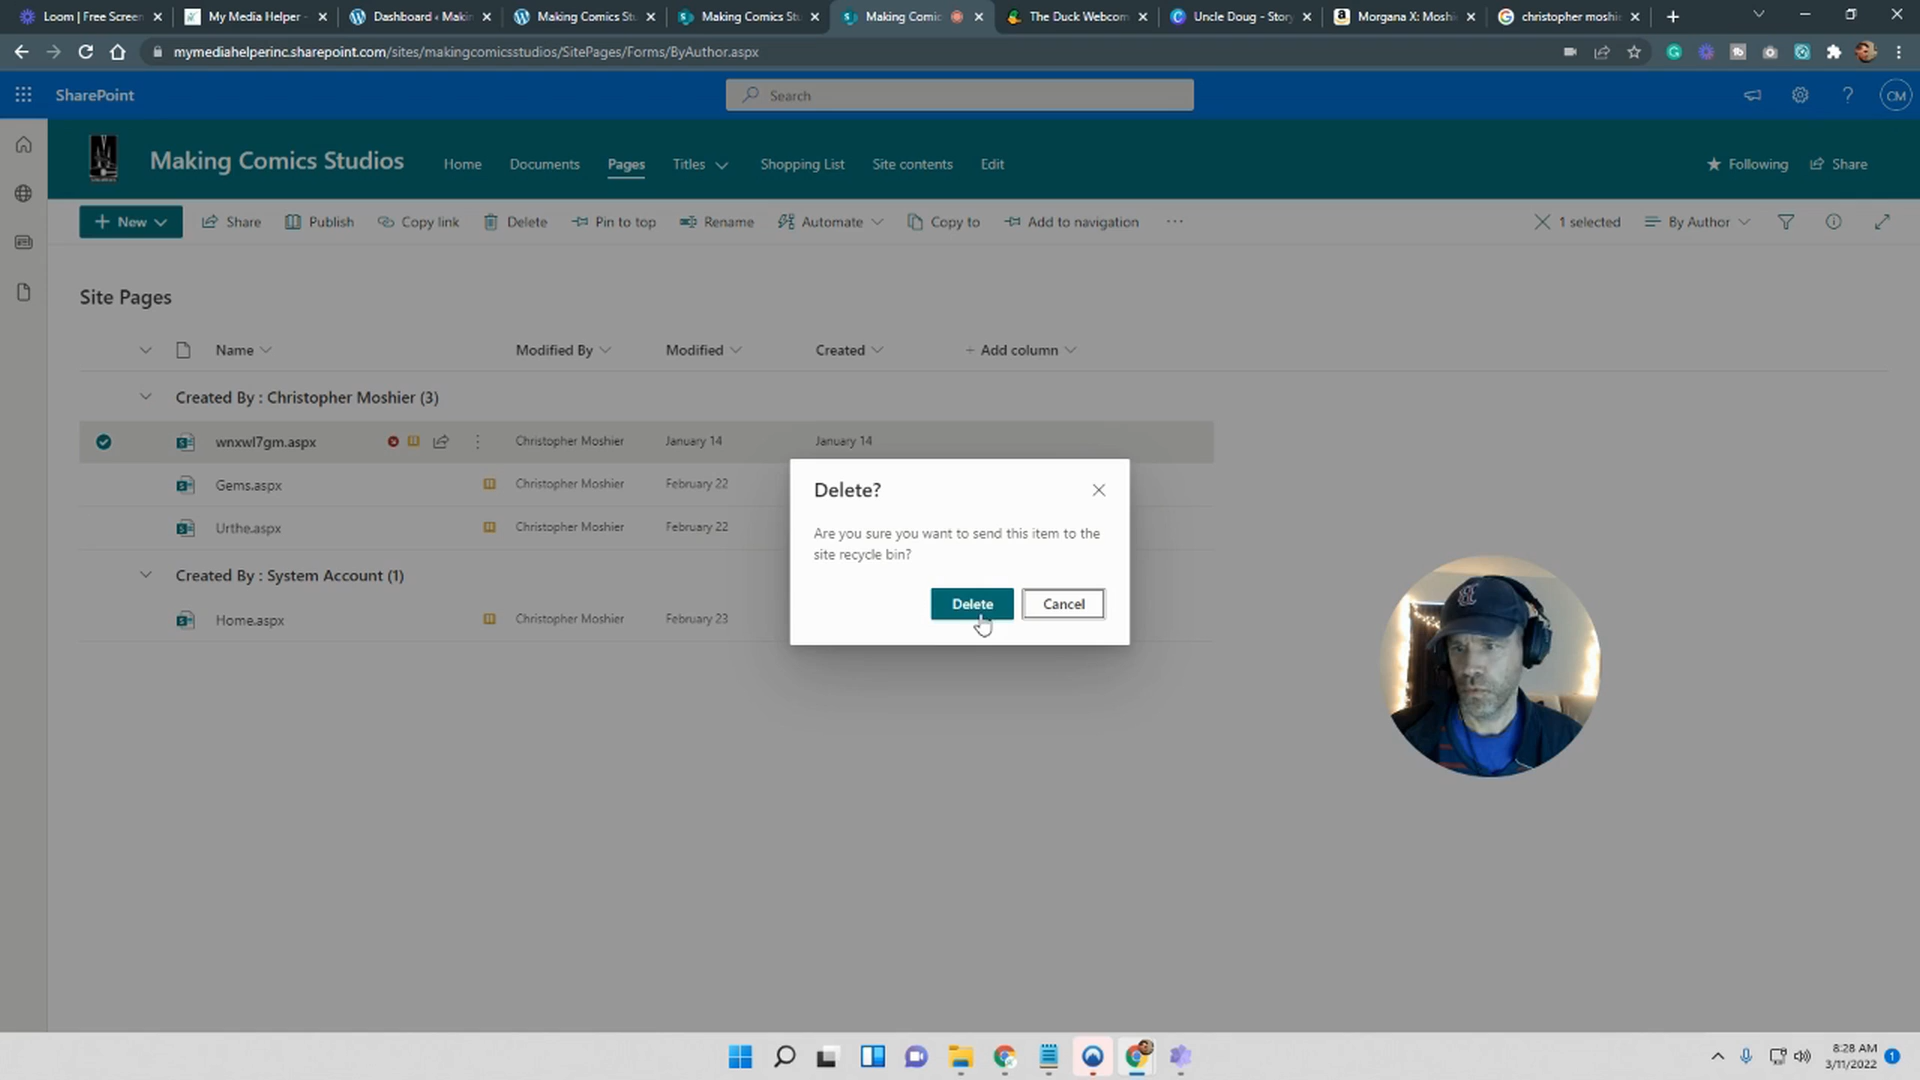 Loom | Free Screen
My Media Helper -
Dashboard ‹ Makin
Making Comics Stu
Making Comics Stu
Making Comic
The Duck Webcom
Uncle Doug - Story
Morgana X: Moshi
christopher moshie
mymediahelperinc.sharepoint.com/sites/makingcomicsstudios/SitePages/Forms/ByAuthor.aspx
SharePoint
Search
CM
Making Comics Studios
Home
Documents
Pages
Titles
Shopping List
Site contents
Edit
Following
Share
New
Share
Publish
Copy link
Delete
Pin to top
Rename
Automate
Copy to
Add to navigation
1 selected
By Author
Site Pages
Name
Modified By
Modified
Created
+ Add column
Created By : Christopher Moshier (3)
wnxwl7gm.aspx
Christopher Moshier
January 14
January 14
Gems.aspx
Christopher Moshier
February 22
Urthe.aspx
Christopher Moshier
February 22
Created By : System Account (1)
Home.aspx
Christopher Moshier
February 23
Delete?
Are you sure you want to send this item to the
site recycle bin?
Delete
Cancel
8:28 AM
3/11/2022
1